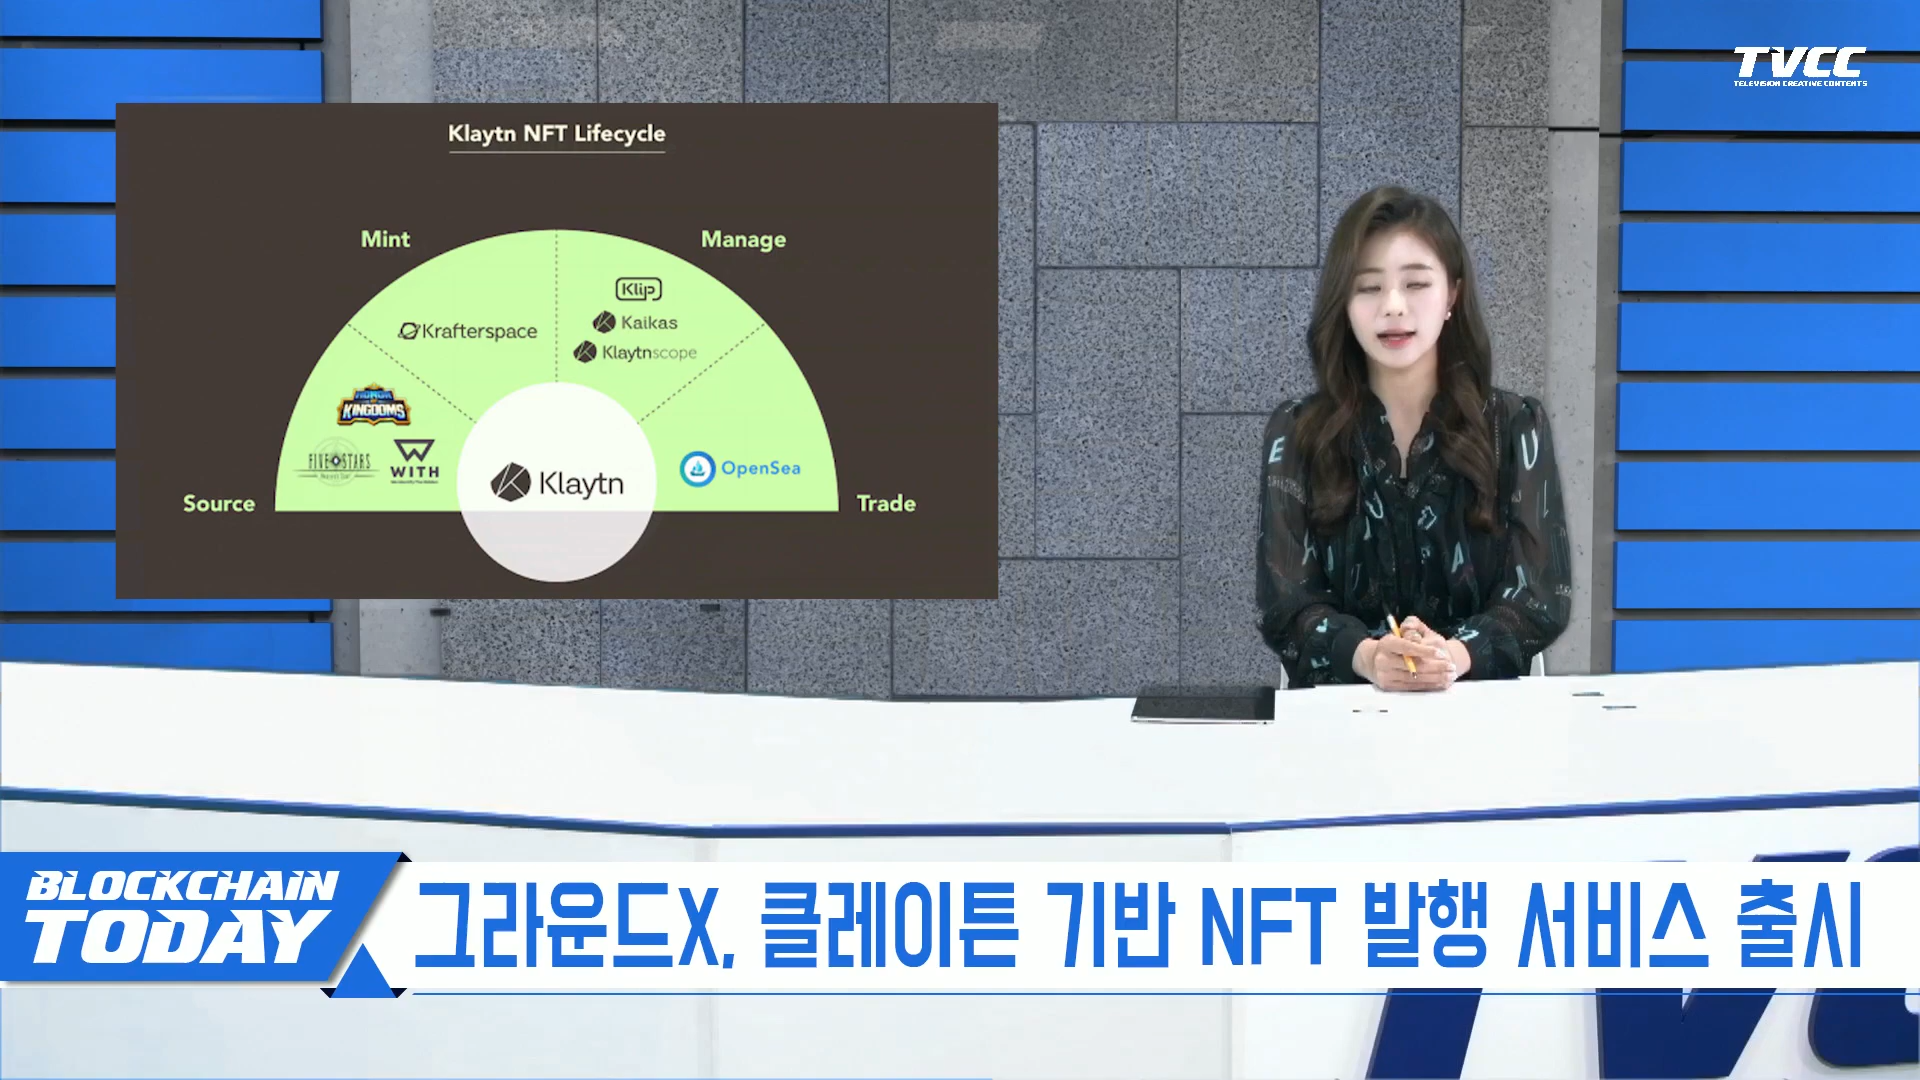 TVCC
TELEVISION CREATIVE CONTENTS
Klaytn NFT Lifecycle
Mint
Manage
Klip
Krafterspace
Kaikas
Klaytnscope
KINGDOMS
FIVE STARS
WITH
Klaytn
OpenSea
Source
Trade
BLOCKCHAIN
TODAY
그라운드X, 클레이튼 기반 NFT 발행 서비스 출시